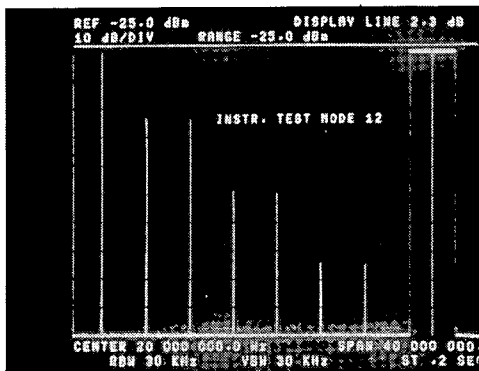 REF -25.0 dBm DISPLAY LINE 2.3 dB
10 dB/DIV RANGE -25.0 dBm
INSTR. TEST MODE 12
CENTER 20 000 000.0 Hz SPAN 40 000 000.
RBW 30 KHz VBW 30 KHz ST .2 SEC